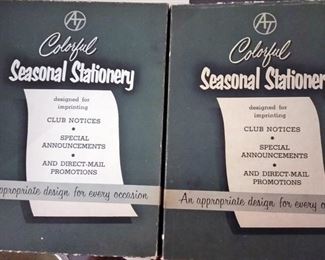 A7
Colorful
Seasonal Stationery
designed for
imprinting
CLUB NOTICES
•
SPECIAL
ANNOUNCEMENTS
•
AND DIRECT-MAIL
PROMOTIONS
appropriate design for every occasion
A7
Colorful
Seasonal Stationer
designed for
imprinting
CLUB NOTICES
•
SPECIAL
ANNOUNCEMENTS
•
AND DIRECT-MAIL
PROMOTIONS
An appropriate design for every o